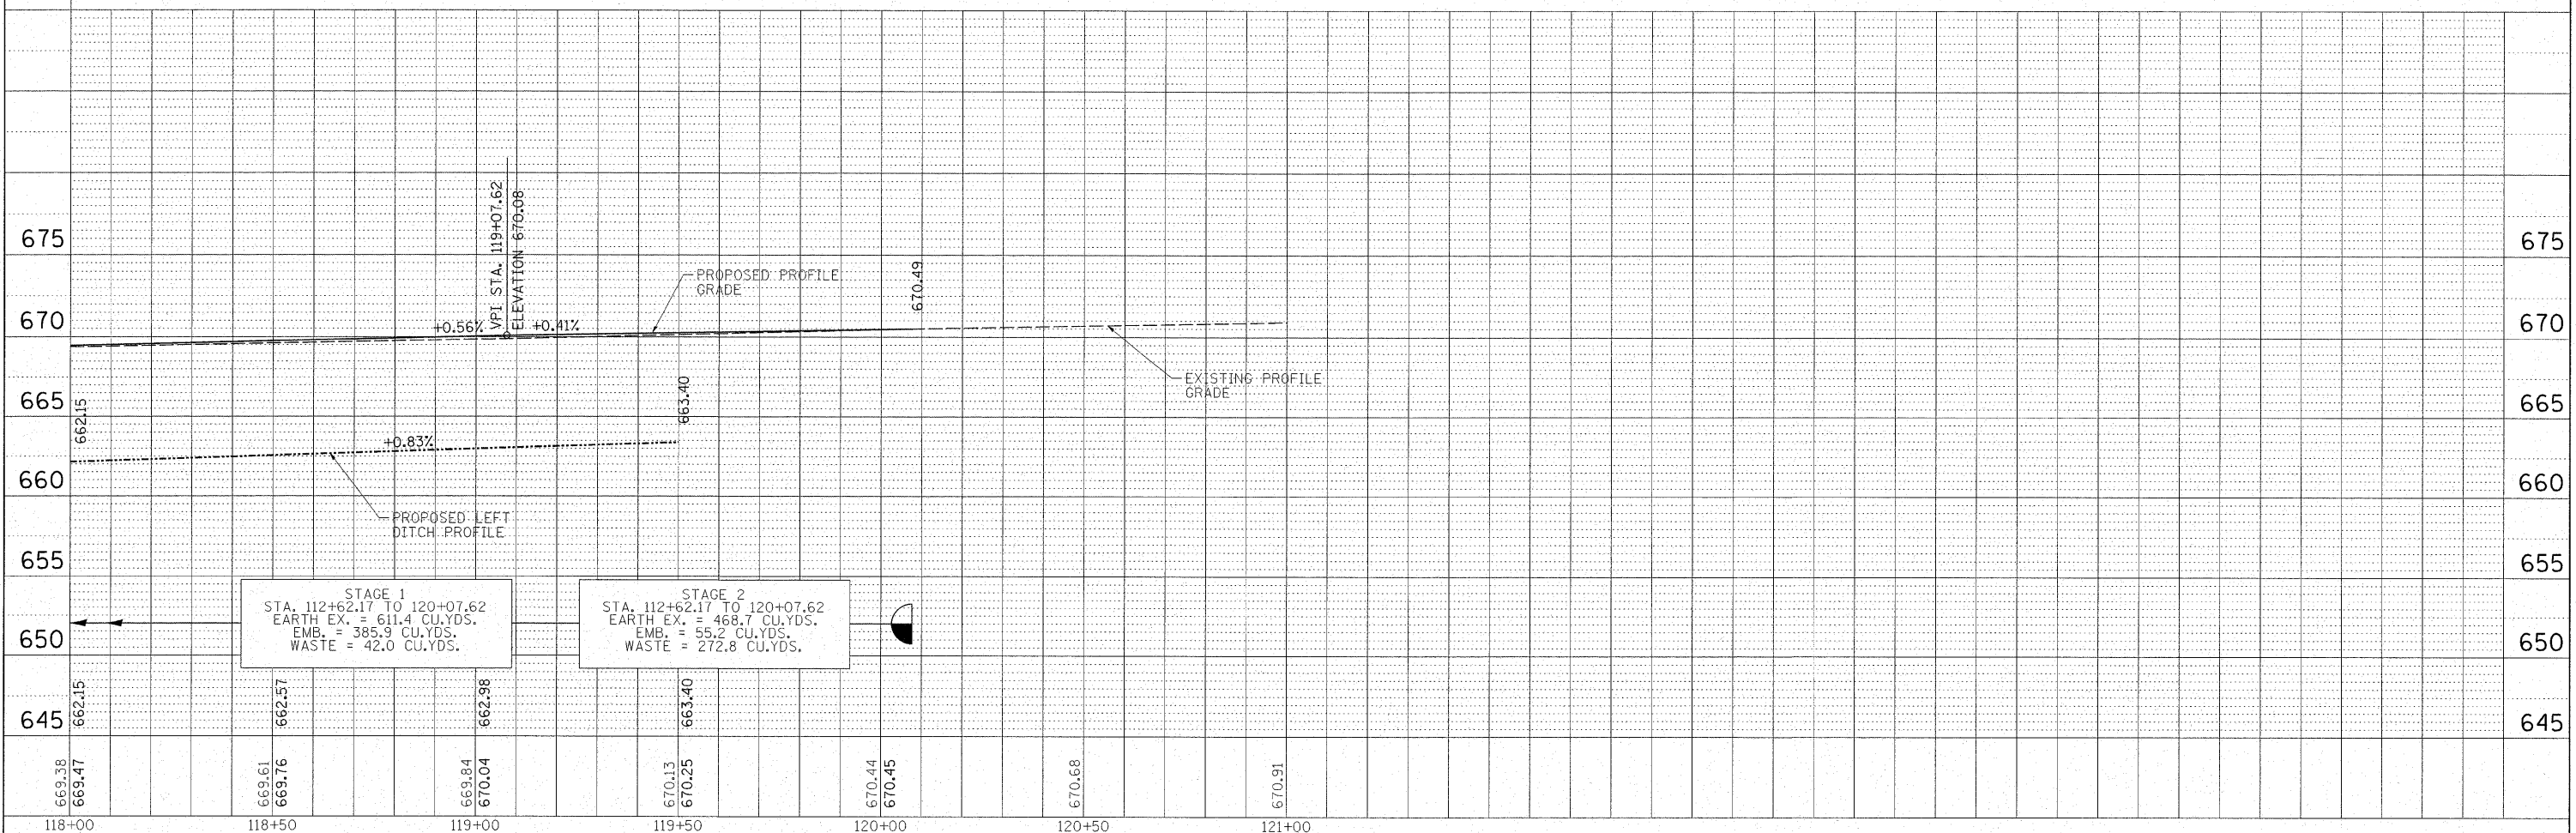 VPI STA. 119+07.62
ELEVATION 670.08
675
675
PROPOSED PROFILE
GRADE
670.49
670
+0.56%
+0.41%
670
EXISTING PROFILE
GRADE
665
662.15
663.40
665
+0.83%
660
660
PROPOSED LEFT
DITCH PROFILE
655
655
STAGE 1
STA. 112+62.17 TO 120+07.62
EARTH EX. = 611.4 CU.YDS.
EMB. = 385.9 CU.YDS.
WASTE = 42.0 CU.YDS.
STAGE 2
STA. 112+62.17 TO 120+07.62
EARTH EX. = 468.7 CU.YDS.
EMB. = 55.2 CU.YDS.
WASTE = 272.8 CU.YDS.
650
650
645
662.15
662.57
662.98
663.40
645
669.38
669.47
669.61
669.76
669.84
670.04
670.13
670.25
670.44
670.45
670.68
670.91
118+00
118+50
119+00
119+50
120+00
120+50
121+00